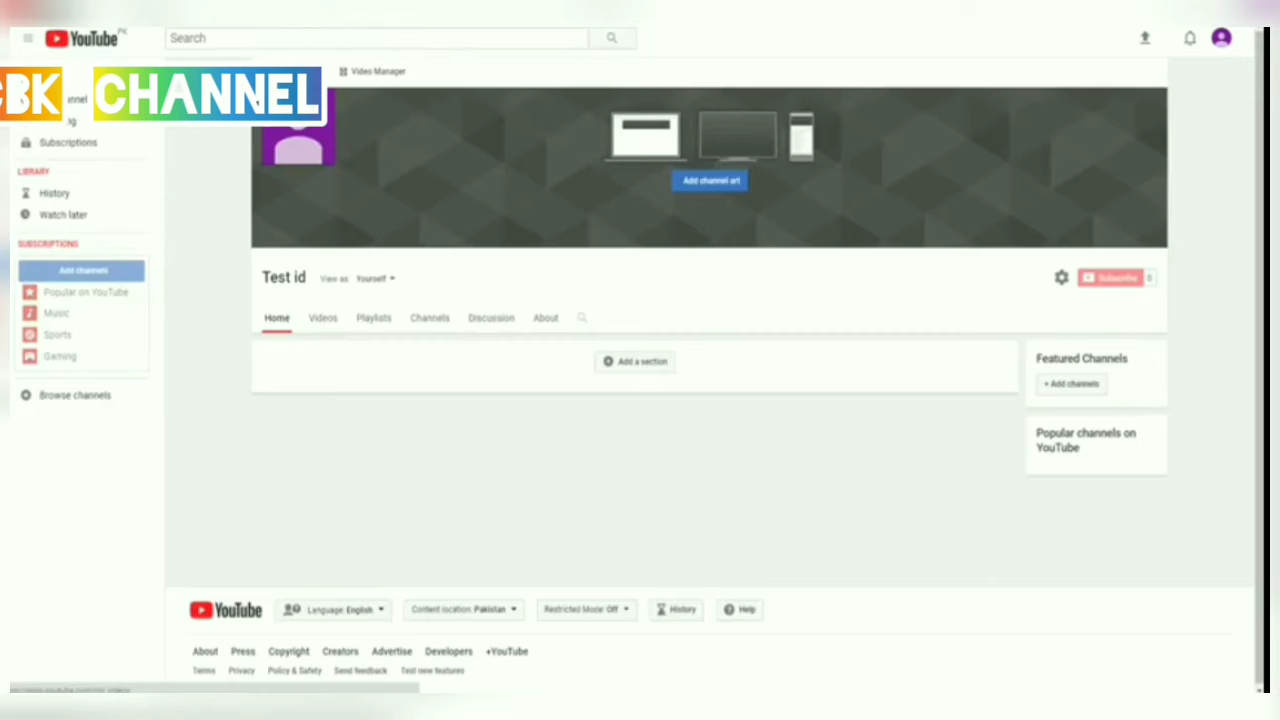 YouTube PK
Search
Video Manager
CBK CHANNEL
Subscriptions
LIBRARY
History
Watch later
SUBSCRIPTIONS
Add channels
Popular on YouTube
Music
Sports
Gaming
Browse channels
Add channel art
Test id View as: Yourself
Subscribe 0
Home Videos Playlists Channels Discussion About
Add a section
Featured Channels
+ Add channels
Popular channels on
YouTube
YouTube Language: English Content location: Pakistan Restricted Mode: Off History Help
About Press Copyright Creators Advertise Developers +YouTube
Terms Privacy Policy & Safety Send feedback Test new features